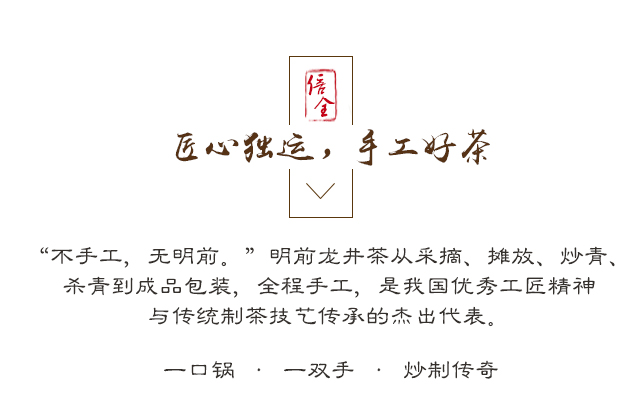 倍全
匠心独运，手工好茶
“不手工，无明前。”明前龙井茶从采摘、摊放、炒青、
杀青到成品包装，全程手工，是我国优秀工匠精神
与传统制茶技艺传承的杰出代表。
一口锅 · 一双手 · 炒制传奇